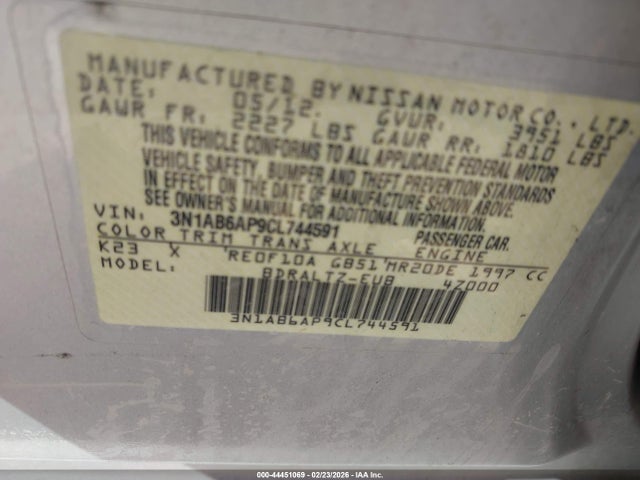 MANUFACTURED BY NISSAN MOTOR CO., LTD.
DATE: 05/12. GVWR: 3951 LBS
GAWR FR: 2227 LBS GAWR RR: 1810 LBS
THIS VEHICLE CONFORMS TO ALL APPLICABLE FEDERAL MOTOR
VEHICLE SAFETY, BUMPER AND THEFT PREVENTION STANDARDS
IN EFFECT ON THE DATE OF MANUFACTURE SHOWN ABOVE.
SEE OWNER'S MANUAL FOR ADDITIONAL INFORMATION.
VIN: 3N1AB6AP9CL744591 PASSENGER CAR.
COLOR TRIM TRANS AXLE ENGINE
K23 X RE0F10A GB51 MR20DE 1997 CC
MODEL: BDRALTZ-EUB 4Z000
3N1AB6AP9CL744591
000-44451069 | 02/23/2026 | IAA Inc.